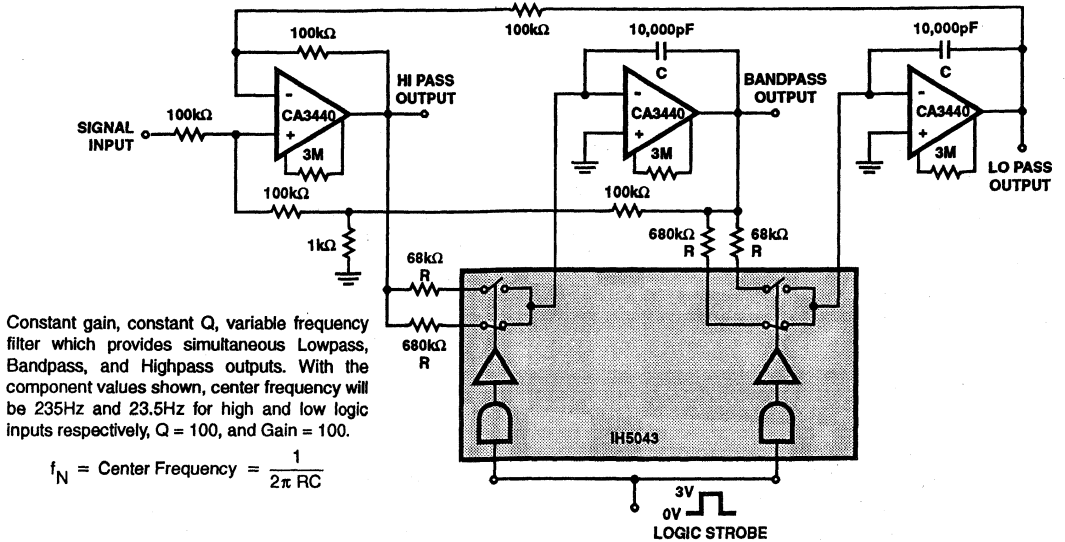 100kΩ
100kΩ
10,000pF
C
10,000pF
C
HI PASS
OUTPUT
BANDPASS
OUTPUT
SIGNAL
INPUT
100kΩ
-
+
CA3440
3M
-
+
CA3440
3M
-
+
CA3440
3M
LO PASS
OUTPUT
100kΩ
100kΩ
1kΩ
68kΩ
R
680kΩ
R
680kΩ
R
68kΩ
R
Constant gain, constant Q, variable frequency
filter which provides simultaneous Lowpass,
Bandpass, and Highpass outputs. With the
component values shown, center frequency will
be 235Hz and 23.5Hz for high and low logic
inputs respectively, Q = 100, and Gain = 100.
fN = Center Frequency = 1 / 2π RC
IH5043
3V
0V
LOGIC STROBE